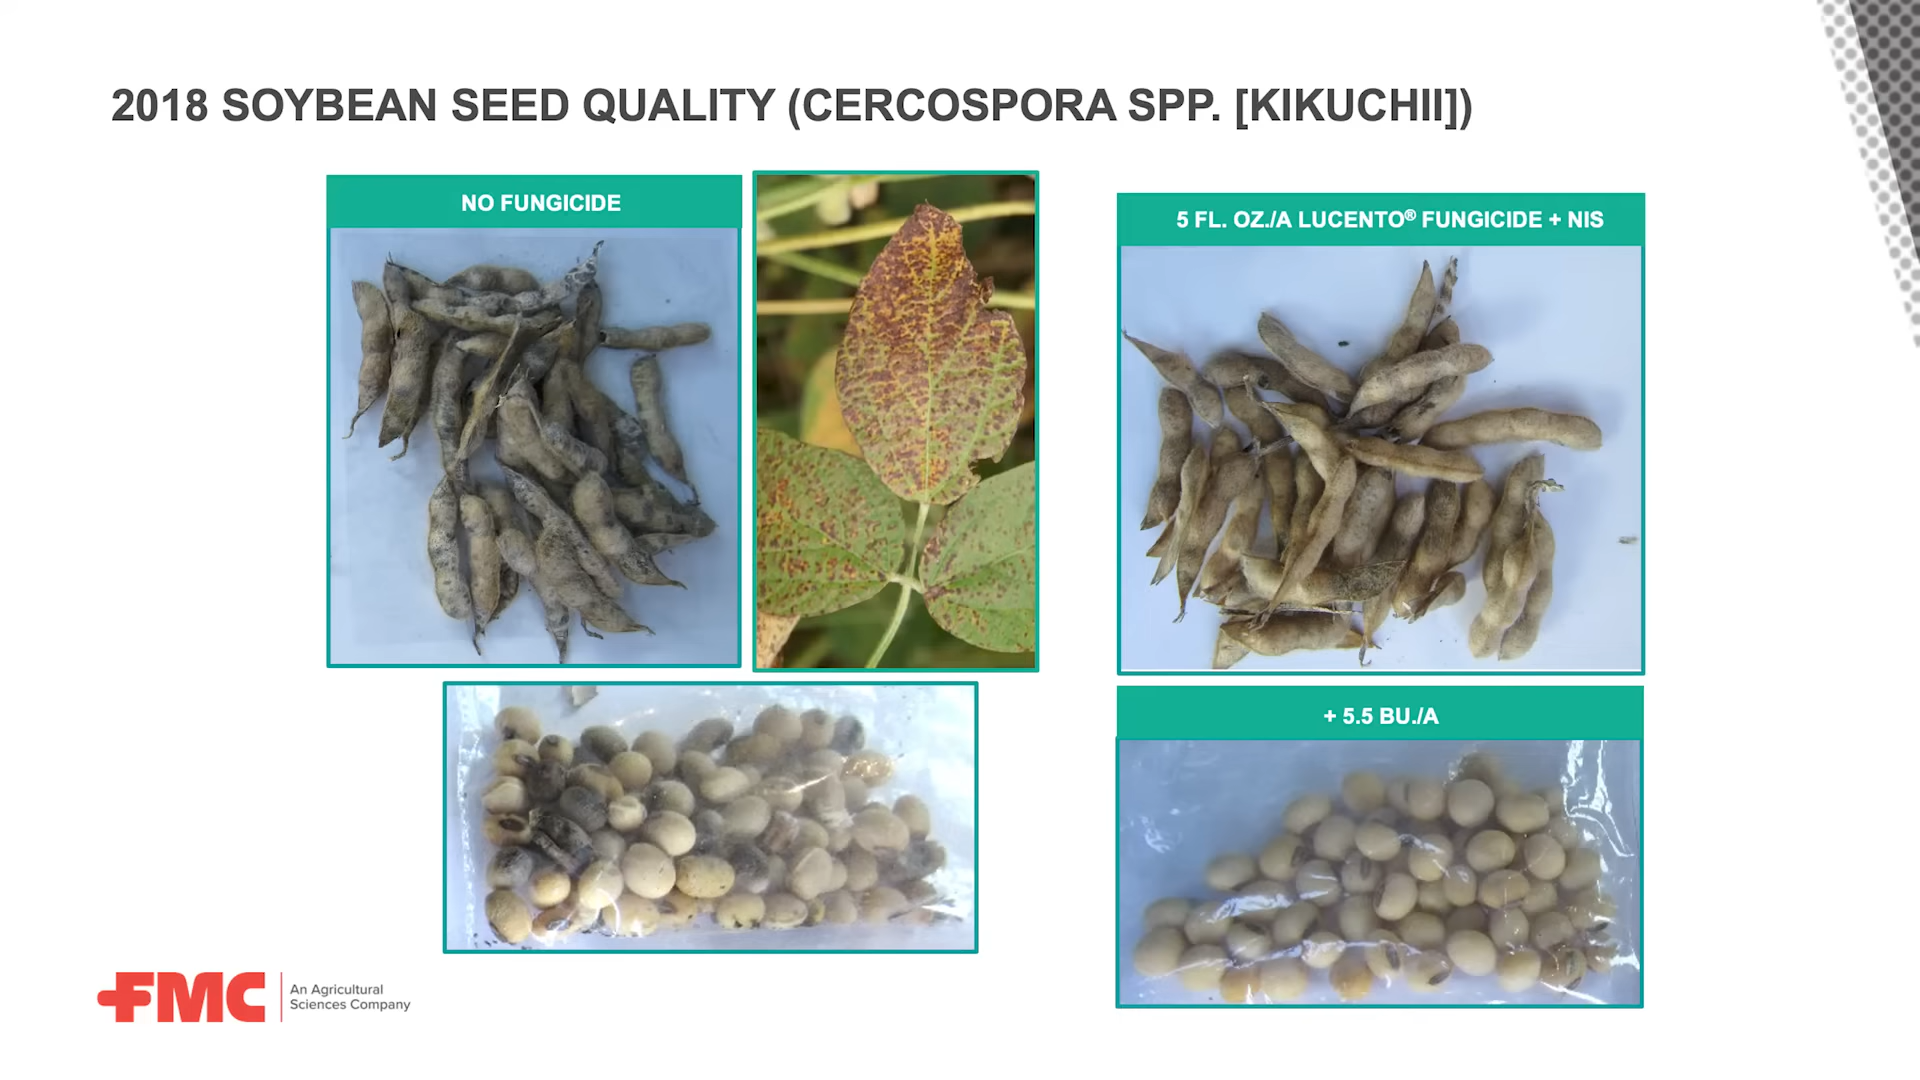 2018 SOYBEAN SEED QUALITY (CERCOSPORA SPP. [KIKUCHII])
NO FUNGICIDE
5 FL. OZ./A LUCENTO® FUNGICIDE + NIS
+ 5.5 BU./A
FMC
An Agricultural
Sciences Company